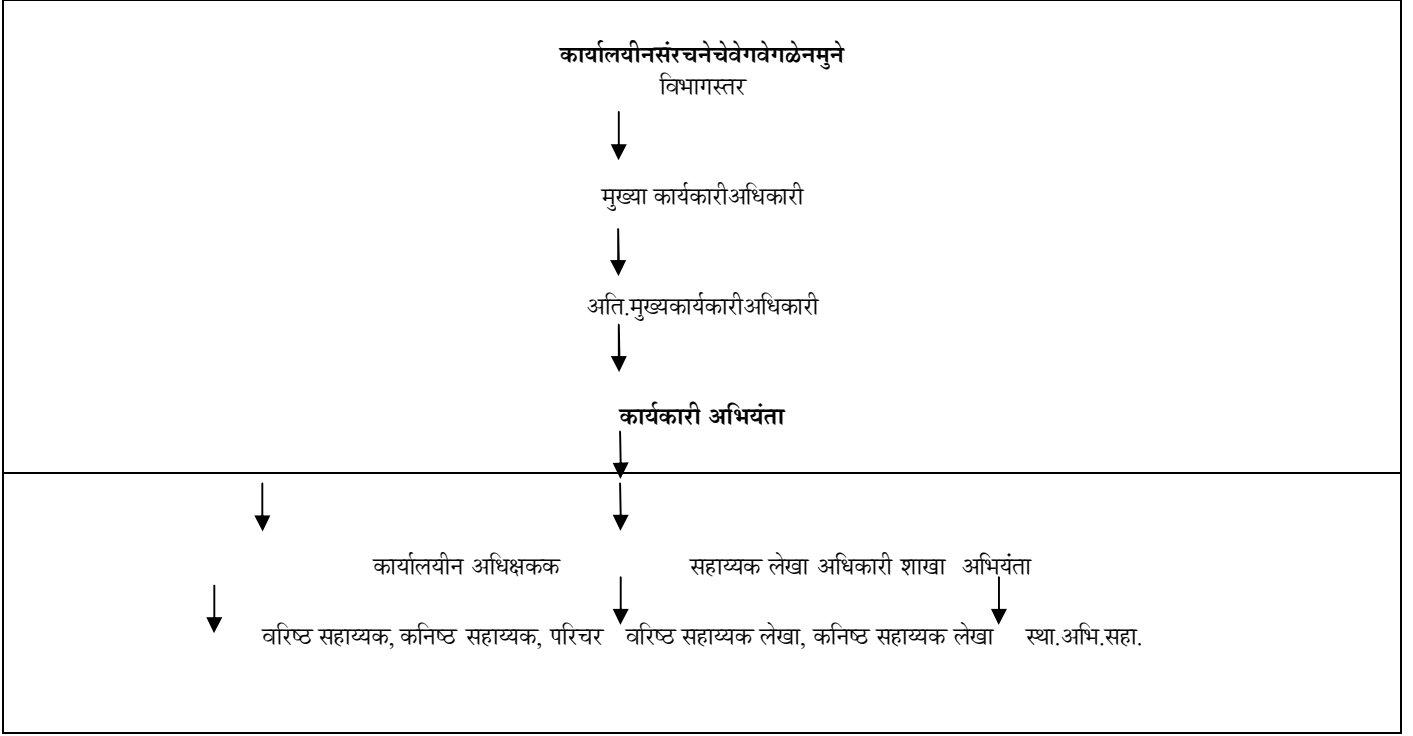 कार्यालयीनसंरचनेचेवेगवेगळेनमुने
विभागस्तर
मुख्या कार्यकारीअधिकारी
अति.मुख्यकार्यकारीअधिकारी
कार्यकारी अभियंता
कार्यालयीन अधिक्षकक सहाय्यक लेखा अधिकारी शाखा अभियंता
वरिष्ठ सहाय्यक, कनिष्ठ सहाय्यक, परिचर वरिष्ठ सहाय्यक लेखा, कनिष्ठ सहाय्यक लेखा स्था.अभि.सहा.